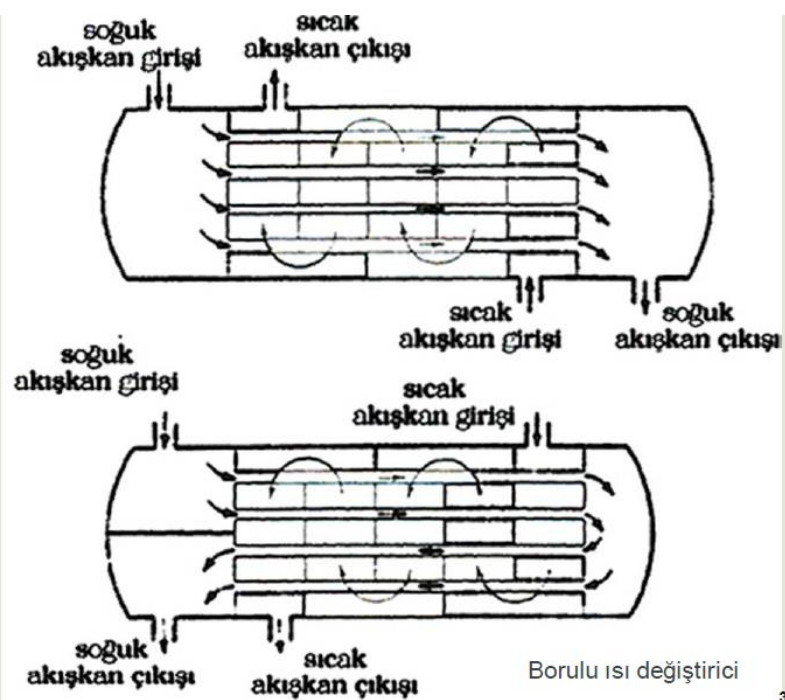 soğuk
akışkan girişi
sıcak
akışkan çıkışı
sıcak
akışkan girişi
soğuk
akışkan çıkışı
soğuk
akışkan girişi
sıcak
akışkan girişi
soğuk
akışkan çıkışı
sıcak
akışkan çıkışı
Borulu ısı değiştirici